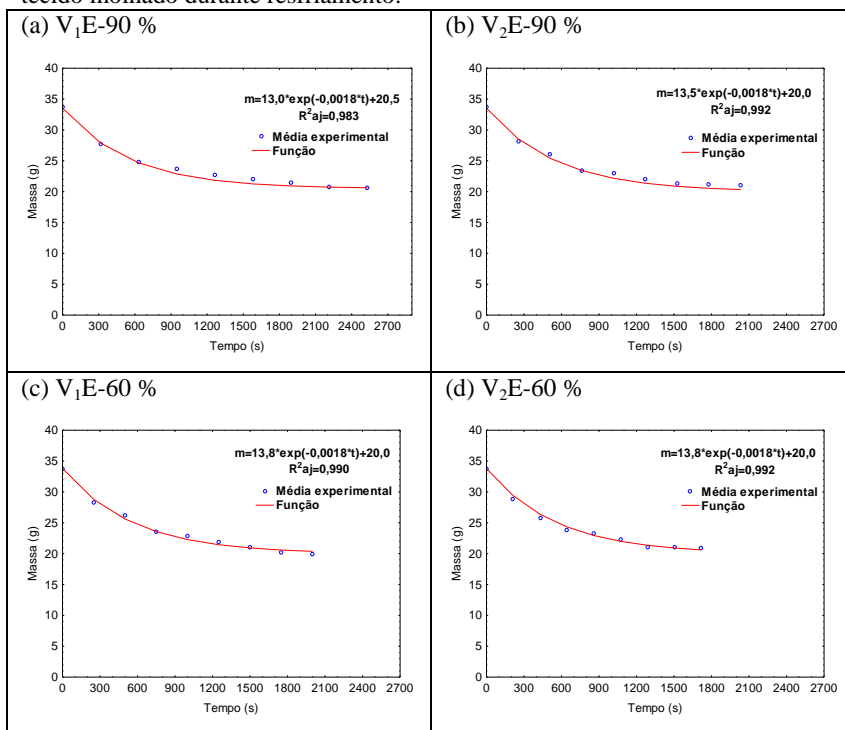 tecido molhado durante resfriamento.
(a) V₁E-90 %
40
35
30
25
20
15
10
5
0
Massa (g)
m=13,0*exp(-0,0018*t)+20,5
R²aj=0,983
Média experimental
Função
0 300 600 900 1200 1500 1800 2100 2400 2700
Tempo (s)
(b) V₂E-90 %
40
35
30
25
20
15
10
5
0
Massa (g)
m=13,5*exp(-0,0018*t)+20,0
R²aj=0,992
Média experimental
Função
0 300 600 900 1200 1500 1800 2100 2400 2700
Tempo (s)
(c) V₁E-60 %
40
35
30
25
20
15
10
5
0
Massa (g)
m=13,8*exp(-0,0018*t)+20,0
R²aj=0,990
Média experimental
Função
0 300 600 900 1200 1500 1800 2100 2400 2700
Tempo (s)
(d) V₂E-60 %
40
35
30
25
20
15
10
5
0
Massa (g)
m=13,8*exp(-0,0018*t)+20,0
R²aj=0,992
Média experimental
Função
0 300 600 900 1200 1500 1800 2100 2400 2700
Tempo (s)